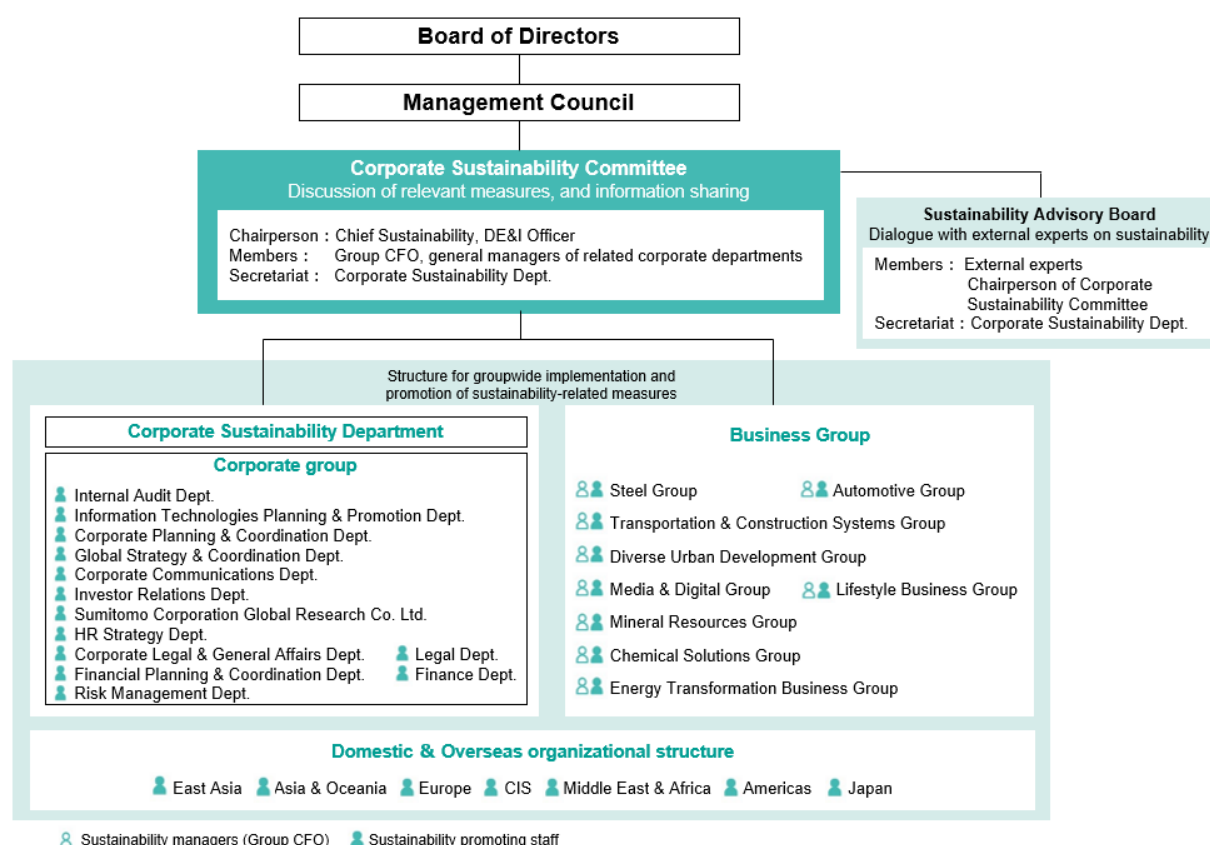 Board of Directors
Management Council
Corporate Sustainability Committee
Discussion of relevant measures, and information sharing
Chairperson : Chief Sustainability, DE&I Officer
Members : Group CFO, general managers of related corporate departments
Secretariat : Corporate Sustainability Dept.
Sustainability Advisory Board
Dialogue with external experts on sustainability
Members : External experts
Chairperson of Corporate
Sustainability Committee
Secretariat : Corporate Sustainability Dept.
Structure for groupwide implementation and
promotion of sustainability-related measures
Corporate Sustainability Department
Corporate group
Internal Audit Dept.
Information Technologies Planning & Promotion Dept.
Corporate Planning & Coordination Dept.
Global Strategy & Coordination Dept.
Corporate Communications Dept.
Investor Relations Dept.
Sumitomo Corporation Global Research Co. Ltd.
HR Strategy Dept.
Corporate Legal & General Affairs Dept. Legal Dept.
Financial Planning & Coordination Dept. Finance Dept.
Risk Management Dept.
Business Group
Steel Group Automotive Group
Transportation & Construction Systems Group
Diverse Urban Development Group
Media & Digital Group Lifestyle Business Group
Mineral Resources Group
Chemical Solutions Group
Energy Transformation Business Group
Domestic & Overseas organizational structure
East Asia Asia & Oceania Europe CIS Middle East & Africa Americas Japan
Sustainability managers (Group CFO) Sustainability promoting staff